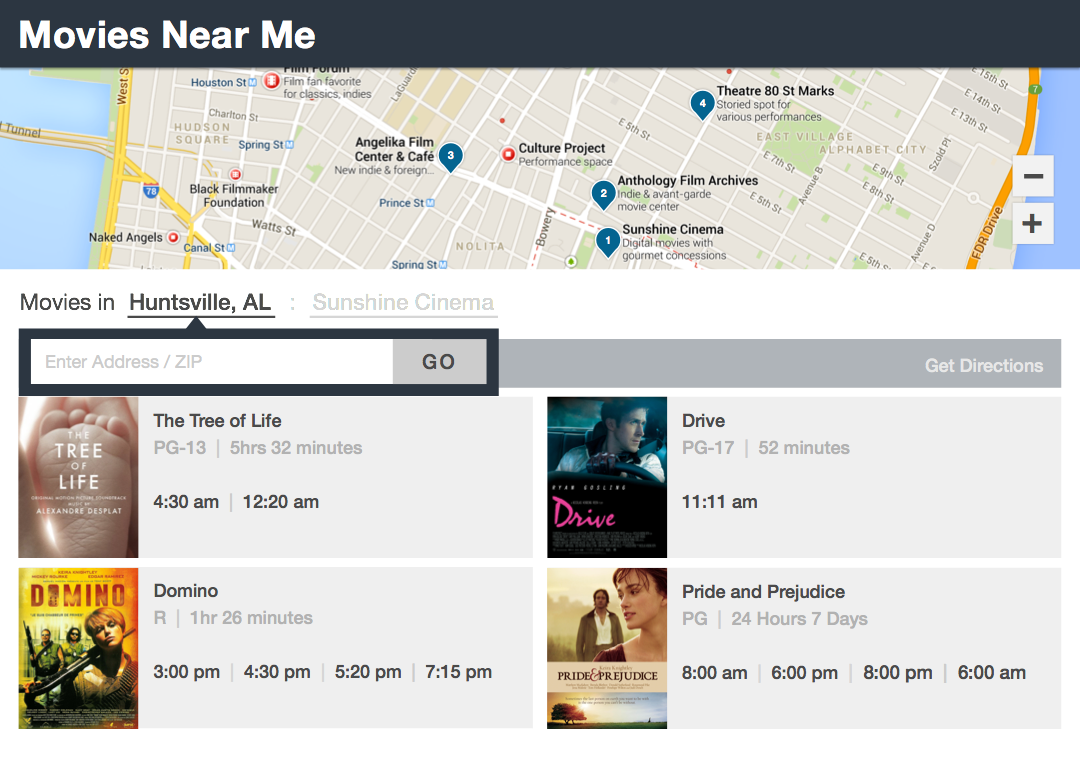 Movies Near Me
Film Forum
Film fan favorite
for classics, indies
Houston St M
West St
LaGuar
Charlton St
HUDSON
SQUARE
Spring St M
Tunnel
78
Black Filmmaker
Foundation
Watts St
Naked Angels
Canal St M
Angelika Film
Center & Café
New indie & foreign...
3
Prince St M
Culture Project
Performance space
NOLITA
Spring St M
Bowery
E 5th St
Theatre 80 St Marks
Storied spot for
various performances
4
EAST VILLAGE
ALPHABET CITY
E 7th St
Avenue B
E 9th St
E 8th St
Szold Pl
E 15th St
E 14th St
E 13th St
7
Anthology Film Archives
Indie & avant-garde
movie center
2
E 5th St
Sunshine Cinema
Digital movies with
gourmet concessions
1
E 5th St
Avenue D
FDR Drive
−
+
Movies in Huntsville, AL : Sunshine Cinema
Enter Address / ZIP GO
Get Directions
THE
TREE
OF
LIFE
ORIGINAL MOTION PICTURE SOUNDTRACK
MUSIC BY
ALEXANDRE DESPLAT
The Tree of Life
PG-13 | 5hrs 32 minutes
4:30 am | 12:20 am
RYAN GOSLING
Drive
Drive
PG-17 | 52 minutes
11:11 am
KEIRA KNIGHTLEY
MICKEY ROURKE EDGAR RAMIREZ
DOMINO
Domino
R | 1hr 26 minutes
3:00 pm | 4:30 pm | 5:20 pm | 7:15 pm
Keira Knightley
PRIDE & PREJUDICE
Pride and Prejudice
PG | 24 Hours 7 Days
8:00 am | 6:00 pm | 8:00 pm | 6:00 am